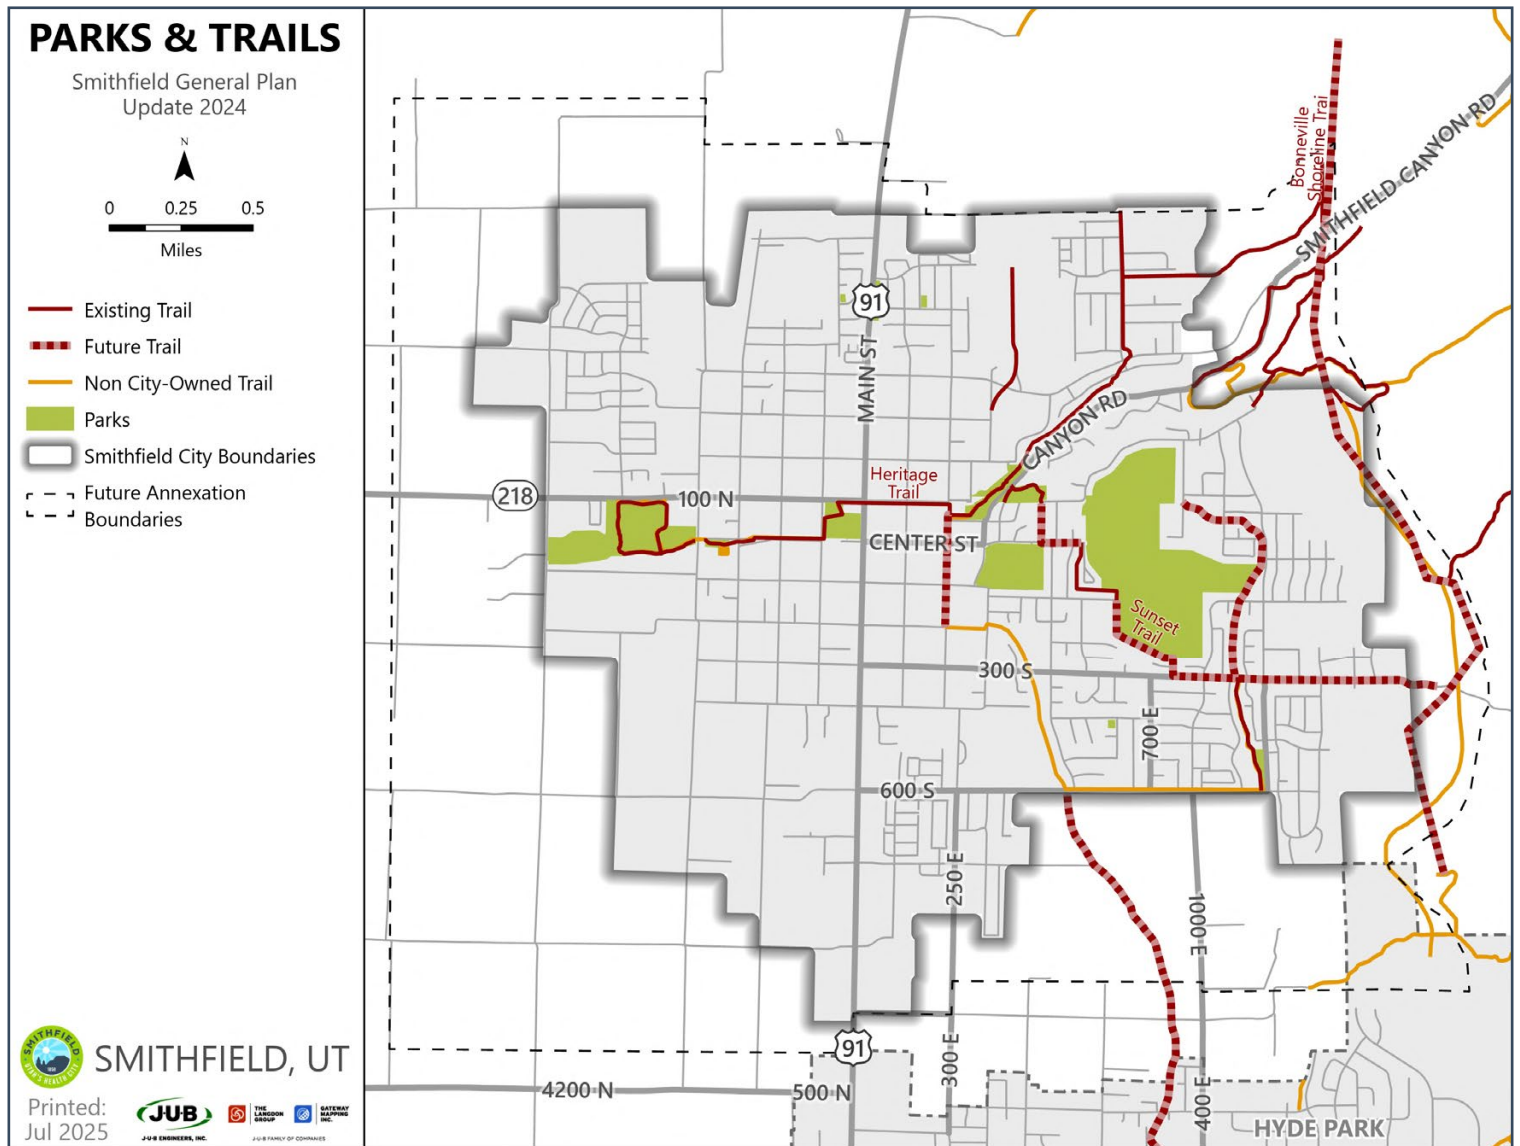 PARKS & TRAILS
Smithfield General Plan
Update 2024
N
0 0.25 0.5
Miles
Existing Trail
Future Trail
Non City-Owned Trail
Parks
Smithfield City Boundaries
Future Annexation
Boundaries
SMITHFIELD
UTAH'S HEALTH CITY
SMITHFIELD, UT
Printed:
Jul 2025
JUB
J-U-B ENGINEERS, INC.
THE
LANGDON
GROUP
GATEWAY
MAPPING
INC.
J-U-B FAMILY OF COMPANIES
Bonneville
Shoreline Trai
SMITHFIELD CANYON RD
91
MAIN ST
CANYON RD
Heritage
Trail
218
100 N
CENTER ST
Sunset
Trail
300 S
700 E
600 S
250 E
1000 E
91
300 E
4200 N
500 N
400 E
HYDE PARK